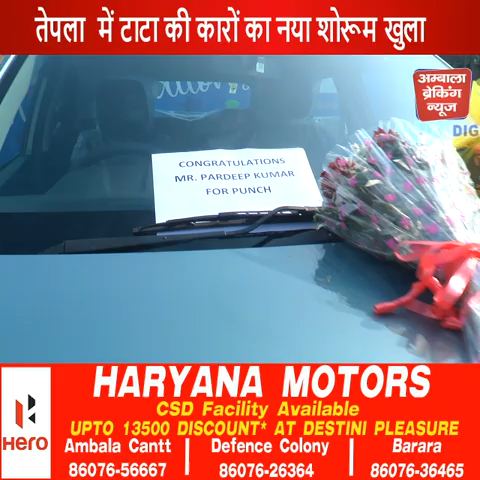 तेपला में टाटा की कारों का नया शोरूम खुला
अम्बाला
ब्रेकिंग
न्यूज
DIG
CONGRATULATIONS
MR. PARDEEP KUMAR
FOR PUNCH
HARYANA MOTORS
CSD Facility Available
UPTO 13500 DISCOUNT* AT DESTINI PLEASURE
Hero
Ambala Cantt Defence Colony Barara
86076-56667 86076-26364 86076-36465